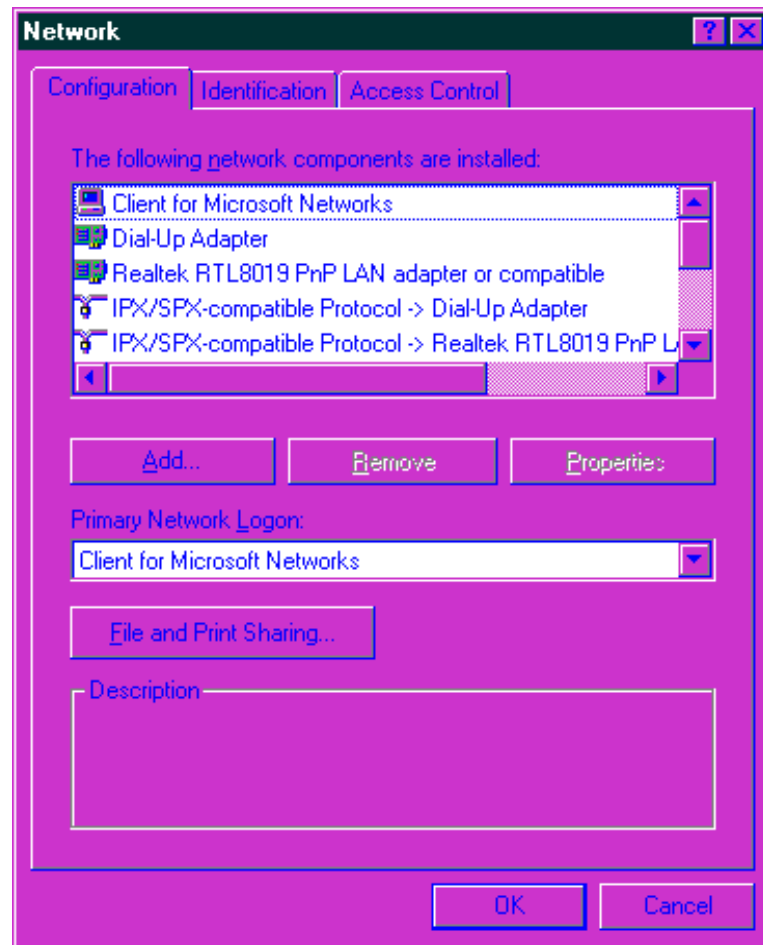 Network
Configuration Identification Access Control
The following network components are installed:
Client for Microsoft Networks
Dial-Up Adapter
Realtek RTL8019 PnP LAN adapter or compatible
IPX/SPX-compatible Protocol -> Dial-Up Adapter
IPX/SPX-compatible Protocol -> Realtek RTL8019 PnP L
Add... Remove Properties
Primary Network Logon:
Client for Microsoft Networks
File and Print Sharing...
Description
OK Cancel